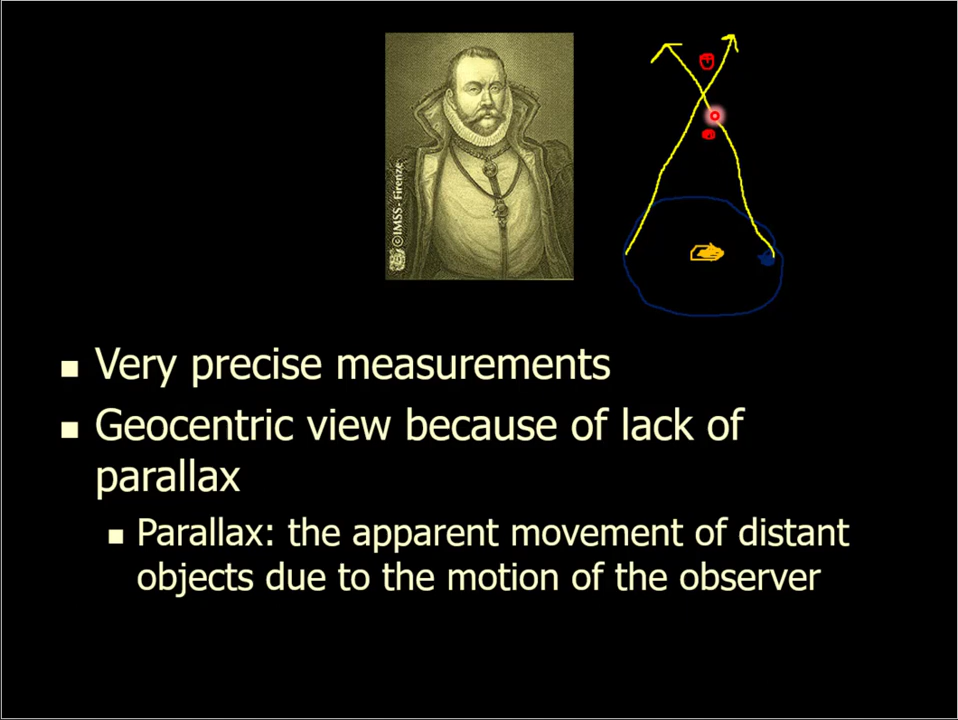 ©IMSS - Firenze
■ Very precise measurements
■ Geocentric view because of lack of
parallax
■ Parallax: the apparent movement of distant
objects due to the motion of the observer